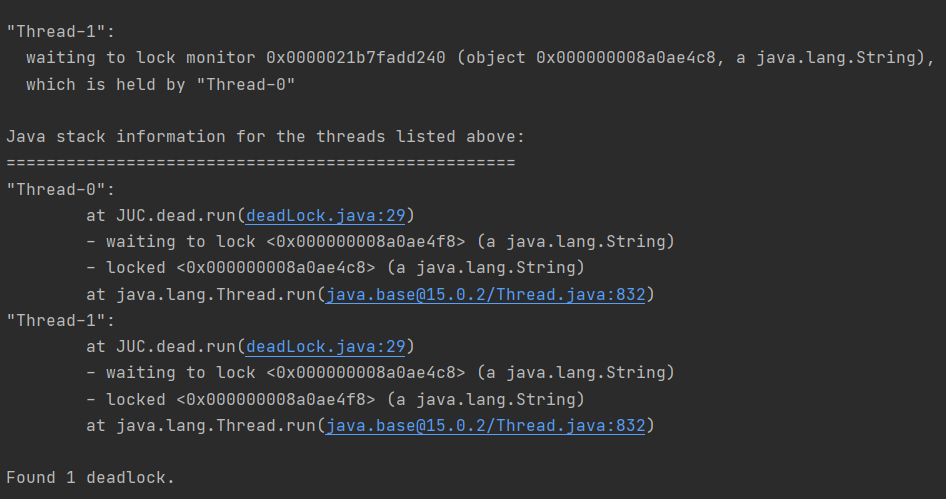 "Thread-1":
  waiting to lock monitor 0x0000021b7fadd240 (object 0x000000008a0ae4c8, a java.lang.String),
  which is held by "Thread-0"

Java stack information for the threads listed above:
===================================================
"Thread-0":
        at JUC.dead.run(deadLock.java:29)
        - waiting to lock <0x000000008a0ae4f8> (a java.lang.String)
        - locked <0x000000008a0ae4c8> (a java.lang.String)
        at java.lang.Thread.run(java.base@15.0.2/Thread.java:832)
"Thread-1":
        at JUC.dead.run(deadLock.java:29)
        - waiting to lock <0x000000008a0ae4c8> (a java.lang.String)
        - locked <0x000000008a0ae4f8> (a java.lang.String)
        at java.lang.Thread.run(java.base@15.0.2/Thread.java:832)

Found 1 deadlock.